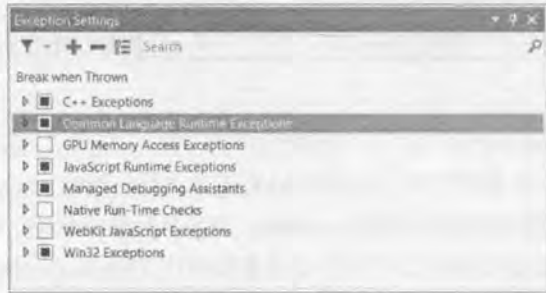 Exception Settings
Search
Break when Thrown
C++ Exceptions
Common Language Runtime Exceptions
GPU Memory Access Exceptions
JavaScript Runtime Exceptions
Managed Debugging Assistants
Native Run-Time Checks
WebKit JavaScript Exceptions
Win32 Exceptions